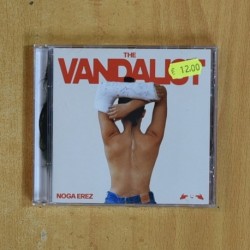 THE
VANDALIST
€ 12.00
NOGA EREZ